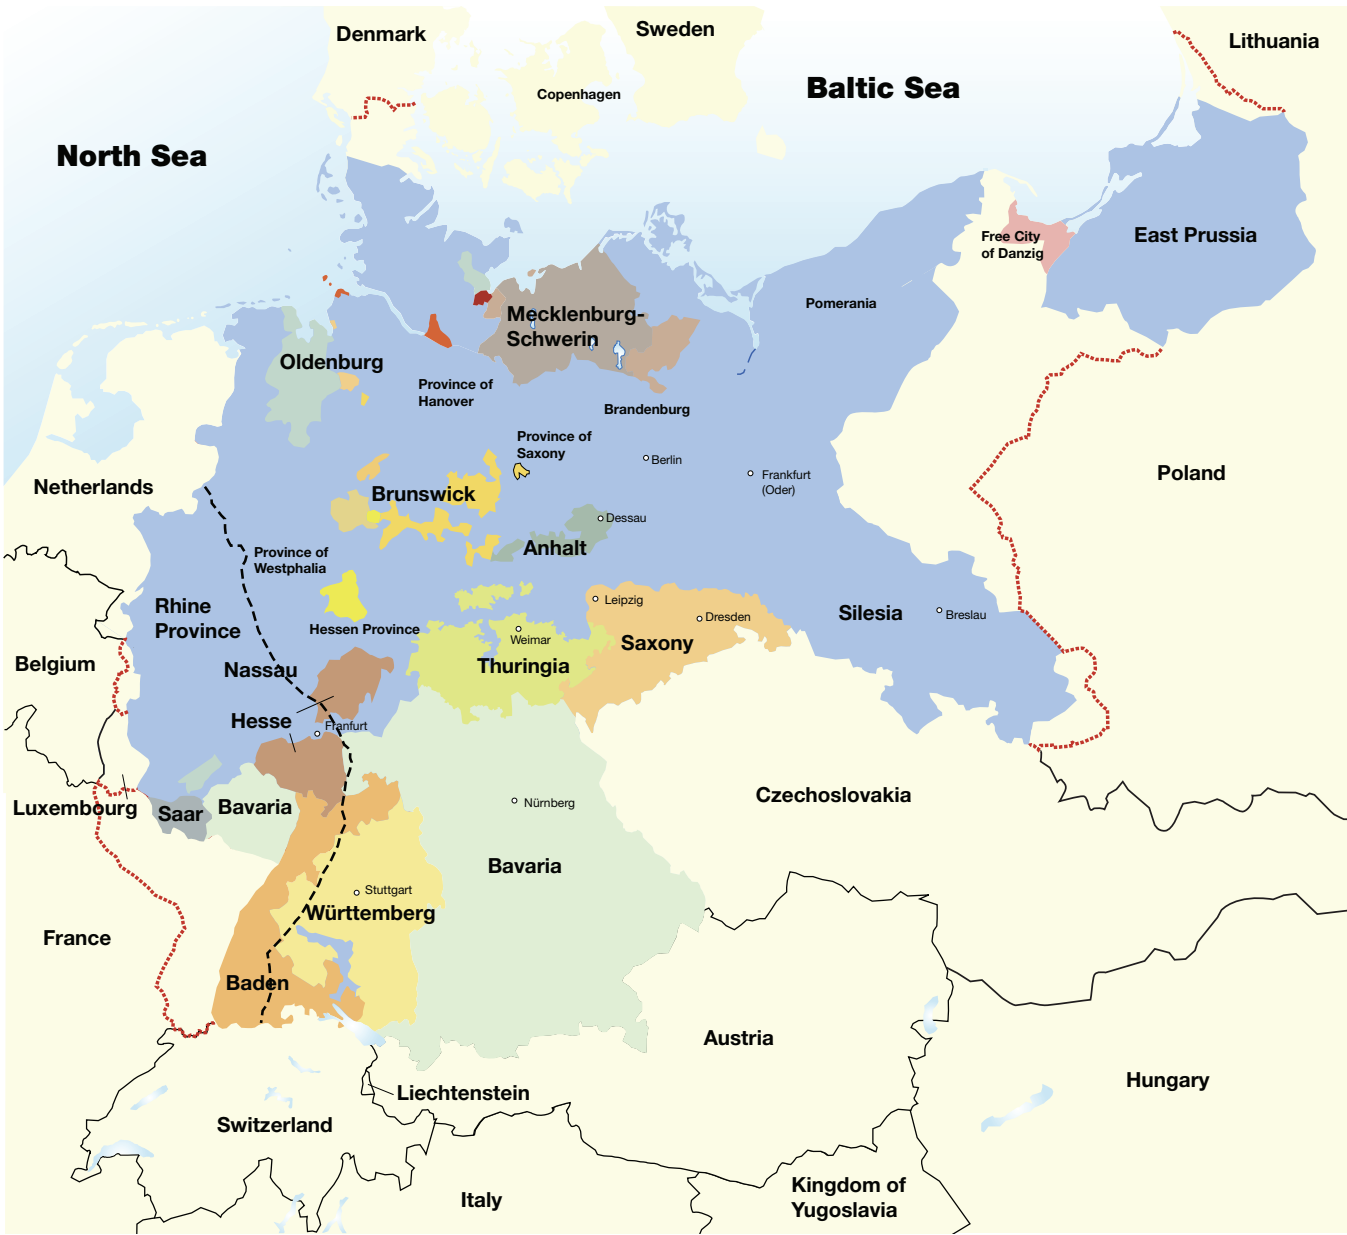 Denmark
Sweden
Lithuania
Copenhagen
Baltic Sea
North Sea
Free City
of Danzig
East Prussia
Pomerania
Mecklenburg-
Schwerin
Oldenburg
Province of
Hanover
Brandenburg
Province of
Saxony
Berlin
Frankfurt
(Oder)
Poland
Netherlands
Brunswick
Dessau
Anhalt
Province of
Westphalia
Rhine
Province
Leipzig
Dresden
Silesia
Breslau
Hessen Province
Weimar
Saxony
Belgium
Nassau
Thuringia
Hesse
Franfurt
Czechoslovakia
Luxembourg
Saar
Bavaria
Nürnberg
Bavaria
Stuttgart
Württemberg
France
Baden
Austria
Hungary
Liechtenstein
Switzerland
Italy
Kingdom of
Yugoslavia